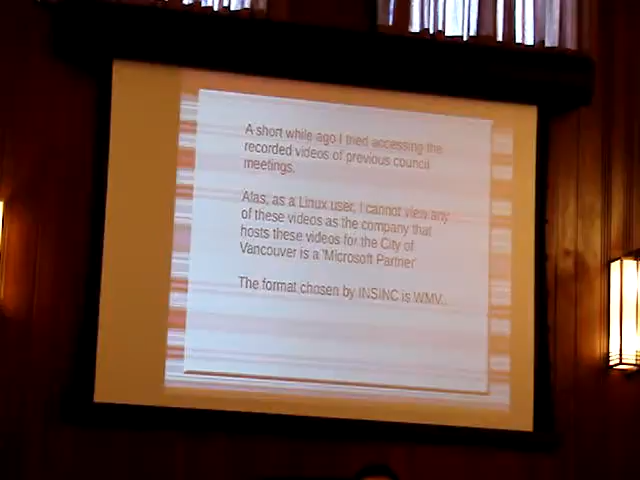 A short while ago I tried accessing the
recorded videos of previous council
meetings.
Alas, as a Linux user, I cannot view any
of these videos as the company that
hosts these videos for the City of
Vancouver is a 'Microsoft Partner'
The format chosen by INSINC is WMV.